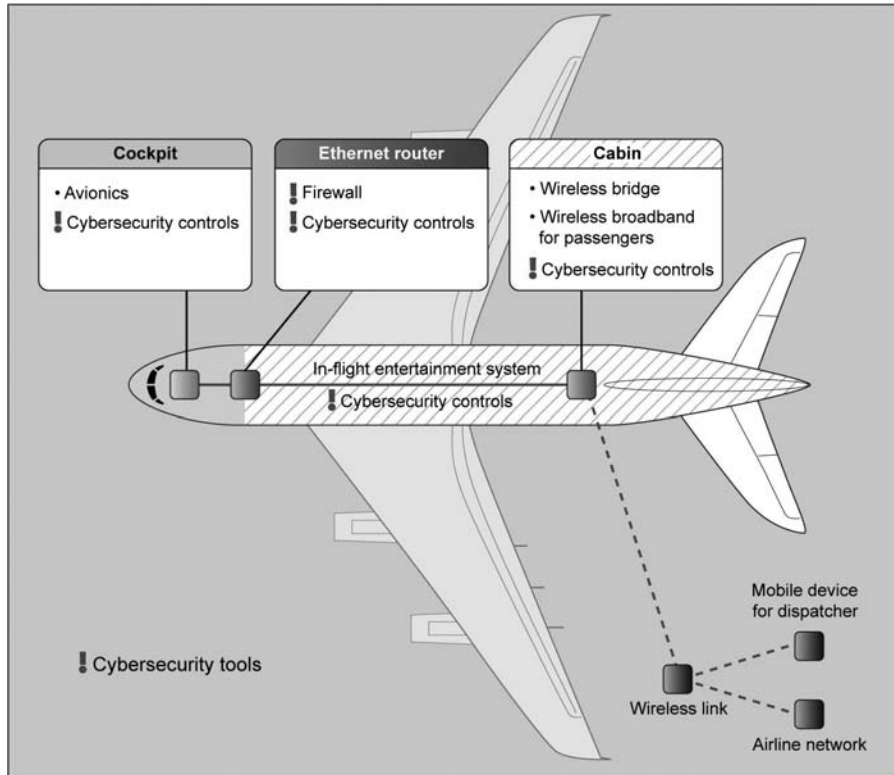 Cockpit
• Avionics
! Cybersecurity controls
Ethernet router
! Firewall
! Cybersecurity controls
Cabin
• Wireless bridge
• Wireless broadband
for passengers
! Cybersecurity controls
In-flight entertainment system
! Cybersecurity controls
Mobile device
for dispatcher
! Cybersecurity tools
Wireless link
Airline network